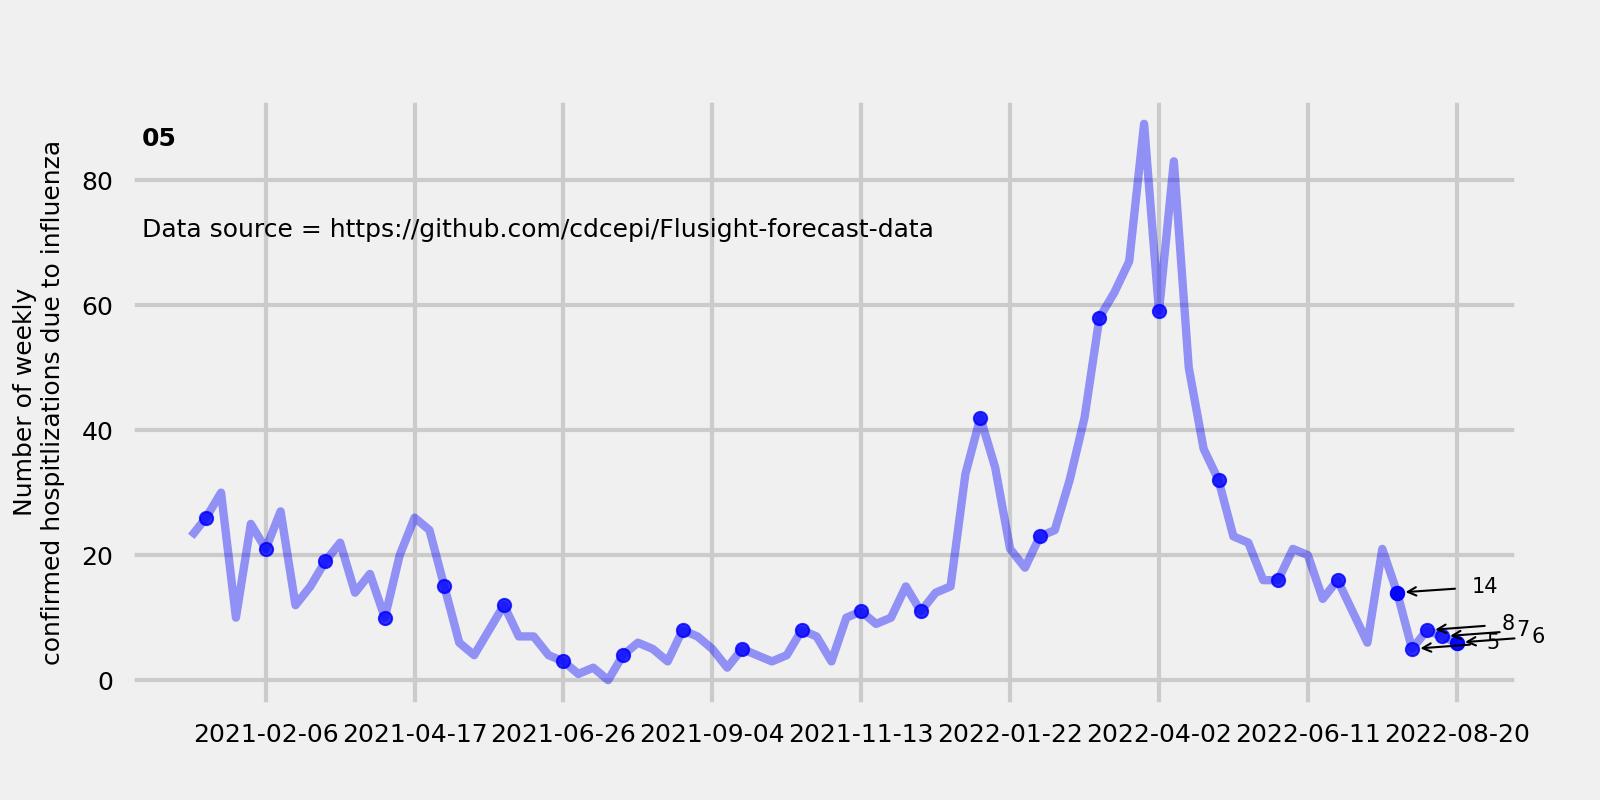 05
Data source = https://github.com/cdcepi/Flusight-forecast-data
Number of weekly
confirmed hospitlizations due to influenza
80
60
40
20
0
14
8
7
6
5
2021-02-06 2021-04-17 2021-06-26 2021-09-04 2021-11-13 2022-01-22 2022-04-02 2022-06-11 2022-08-20